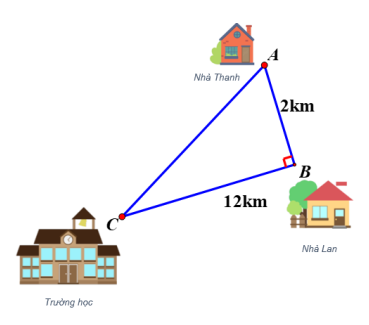 A
Nhà Thanh
2km
B
12km
C
Nhà Lan
Trường học